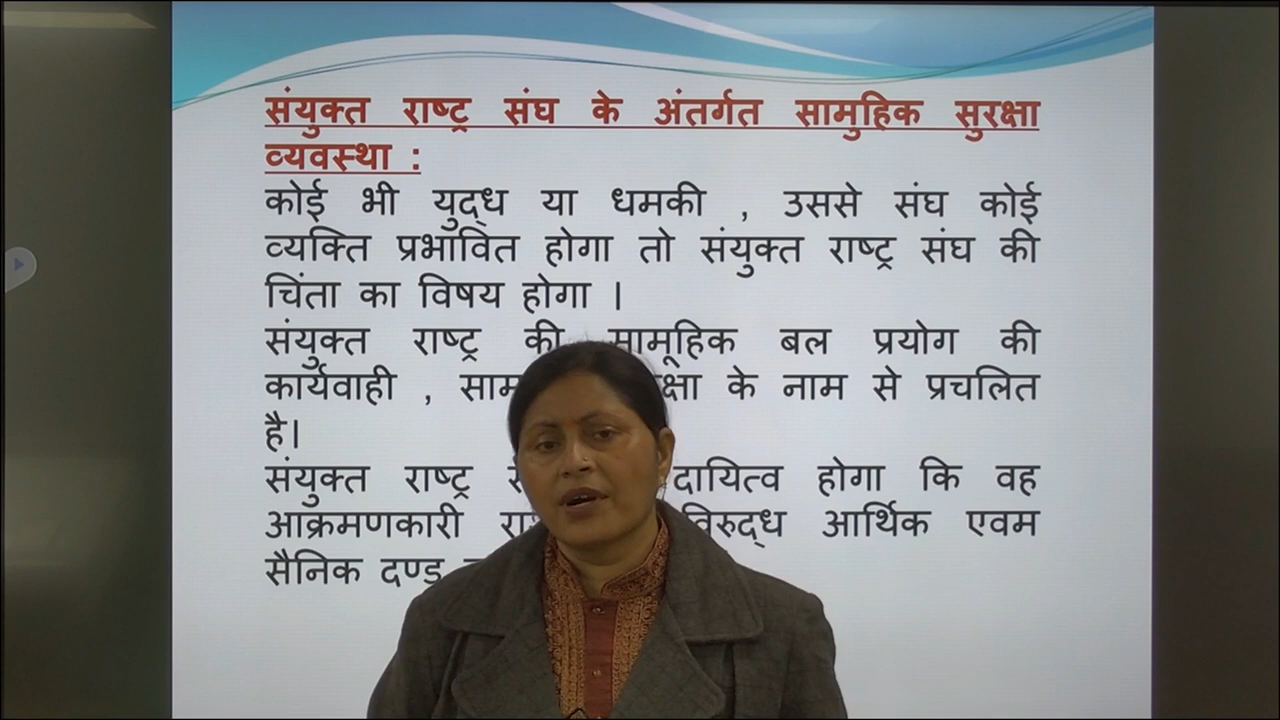 संयुक्त राष्ट्र संघ के अंतर्गत सामुहिक सुरक्षा
व्यवस्था :
कोई भी युद्ध या धमकी , उससे संघ कोई
व्यक्ति प्रभावित होगा तो संयुक्त राष्ट्र संघ की
चिंता का विषय होगा ।
संयुक्त राष्ट्र की सामूहिक बल प्रयोग की
कार्यवाही , के नाम से प्रचलित
है।
संयुक्त राष्ट्र दायित्व होगा कि वह
आक्रमणकारी आर्थिक एवम
सैनिक दण्ड